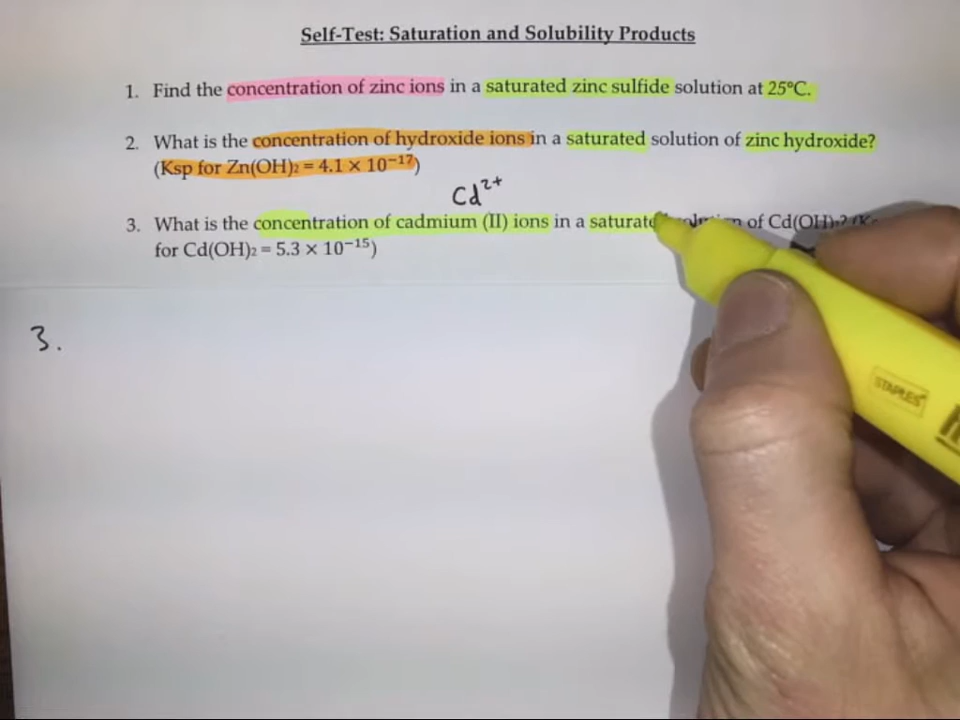 Self-Test: Saturation and Solubility Products
1. Find the concentration of zinc ions in a saturated zinc sulfide solution at 25°C.
2. What is the concentration of hydroxide ions in a saturated solution of zinc hydroxide?
(Ksp for Zn(OH)₂ = 4.1 × 10⁻¹⁷)
Cd²⁺
3. What is the concentration of cadmium (II) ions in a of Cd(OH)₂?
for Cd(OH)₂ = 5.3 × 10⁻¹⁵)
3.
STAPLES